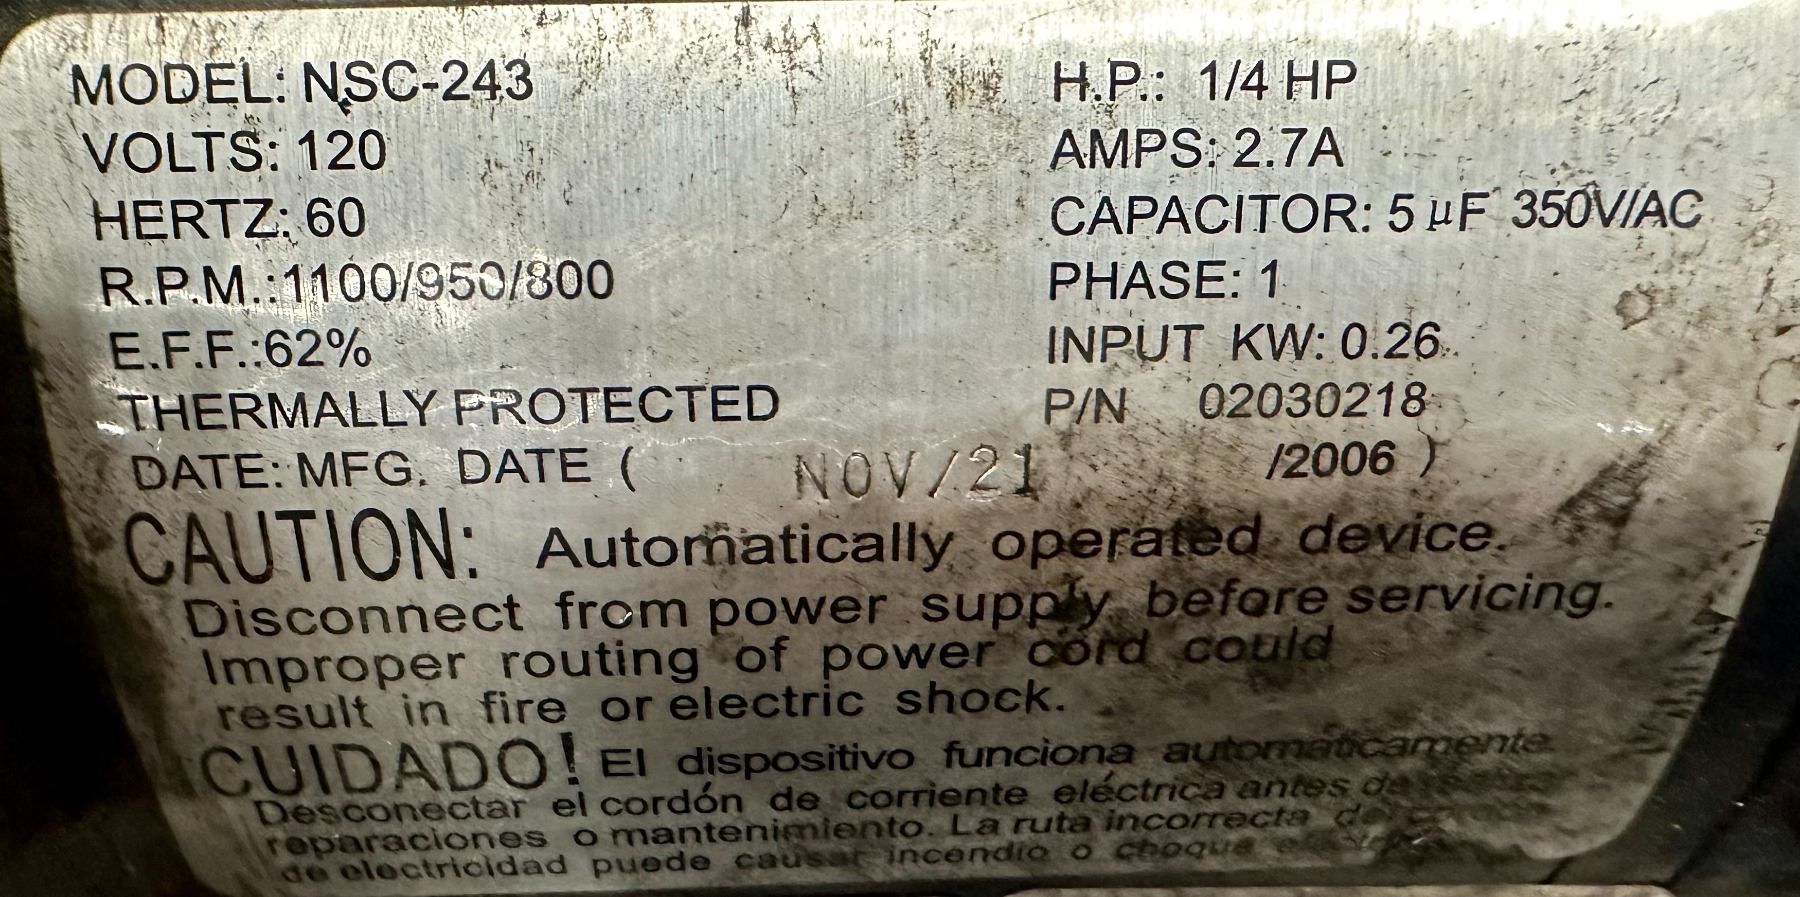 MODEL: NSC-243 H.P.: 1/4 HP
VOLTS: 120 AMPS: 2.7A
HERTZ: 60 CAPACITOR: 5 µF 350V/AC
R.P.M.:1100/950/800 PHASE: 1
E.F.F.:62% INPUT KW: 0.26
THERMALLY PROTECTED P/N 02030218
DATE: MFG. DATE ( NOV/21 /2006 )
CAUTION: Automatically operated device.
Disconnect from power supply before servicing.
Improper routing of power cord could
result in fire or electric shock.
CUIDADO! El dispositivo funciona automáticamente
Desconectar el cordón de corriente eléctrica antes de
reparaciones o mantenimiento. La ruta incorrecta
de electricidad puede causar incendio o choque